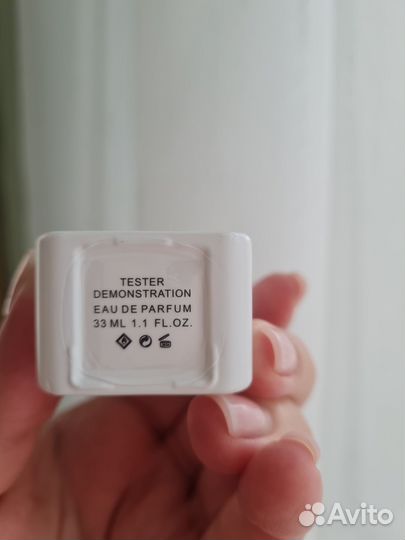 TESTER
DEMONSTRATION
EAU DE PARFUM
33 ML 1.1 FL.OZ.
Avito